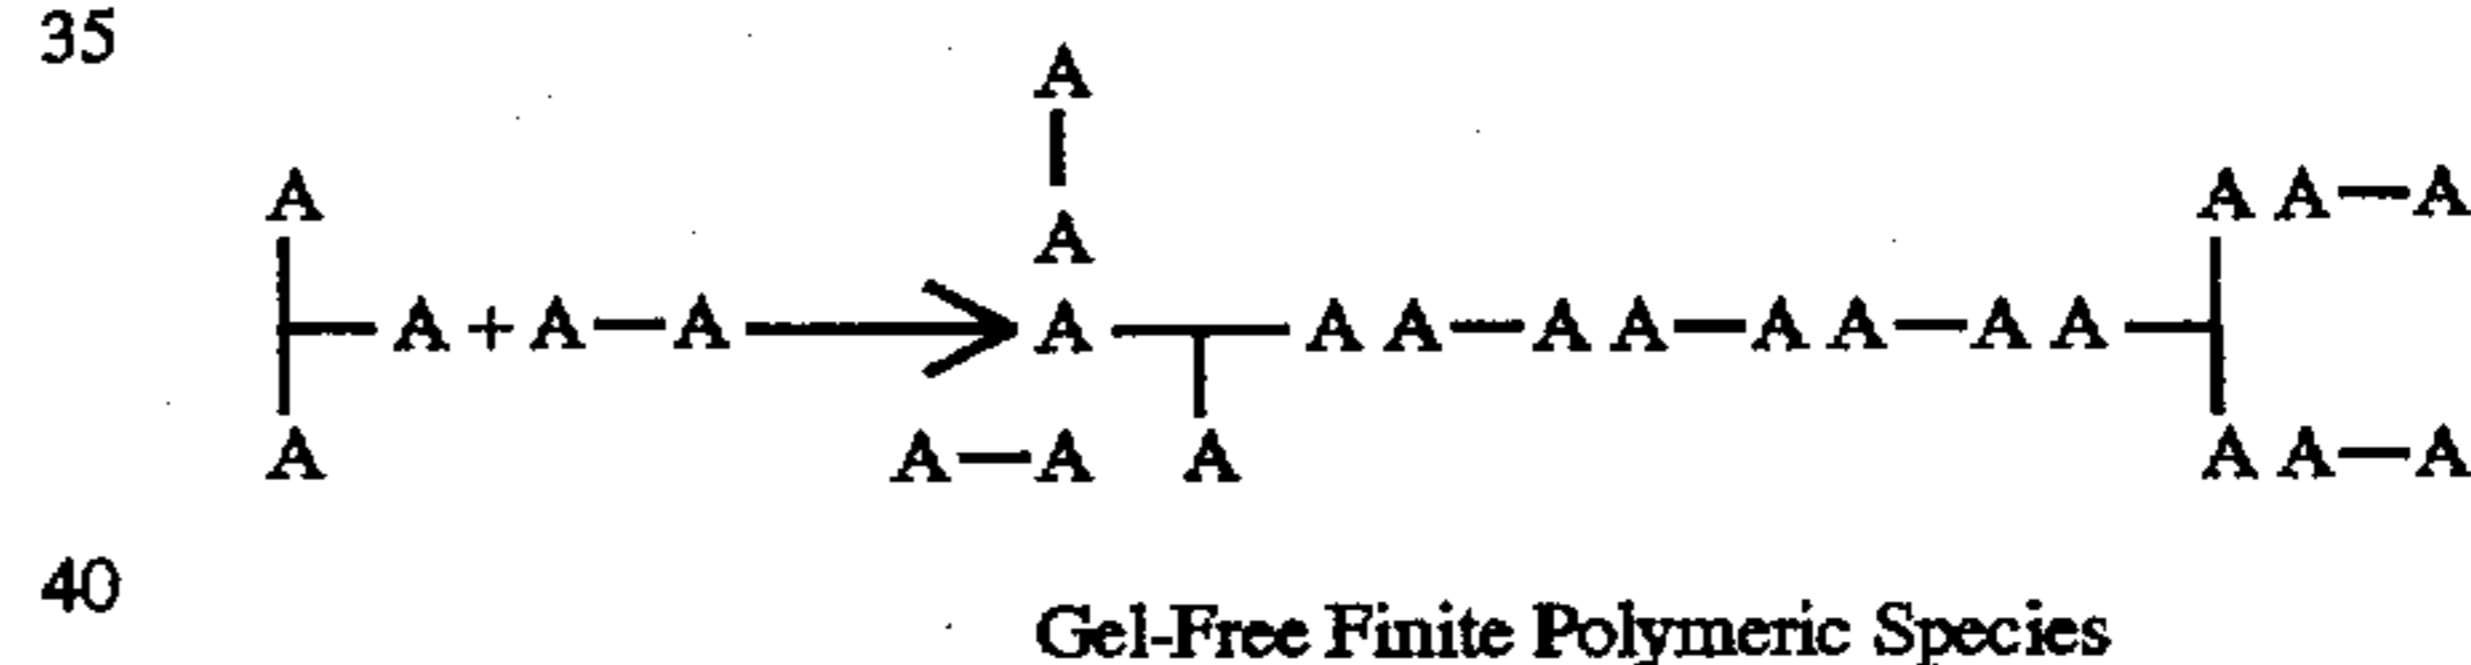 35
A
A A A—A
A
A + A—A A A A—A A—A A—A A
A A—A A A A—A
40
Gel-Free Finite Polymeric Species